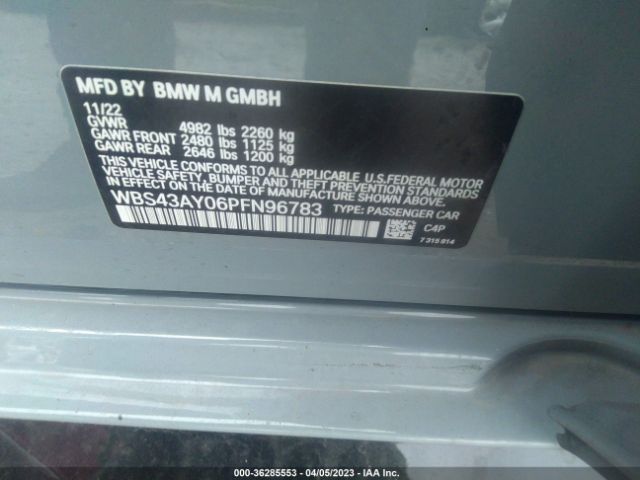 MFD BY BMW M GMBH
11/22
GVWR 4982 lbs 2260 kg
GAWR FRONT 2480 lbs 1125 kg
GAWR REAR 2646 lbs 1200 kg
THIS VEHICLE CONFORMS TO ALL APPLICABLE U.S.FEDERAL MOTOR
VEHICLE SAFETY, BUMPER AND THEFT PREVENTION STANDARDS
IN EFFECT ON THE DATE OF MANUFACTURE SHOWN ABOVE.
WBS43AY06PFN96783 TYPE: PASSENGER CAR
C4P
7 315 814
000-36285553 - 04/05/2023 - IAA Inc.